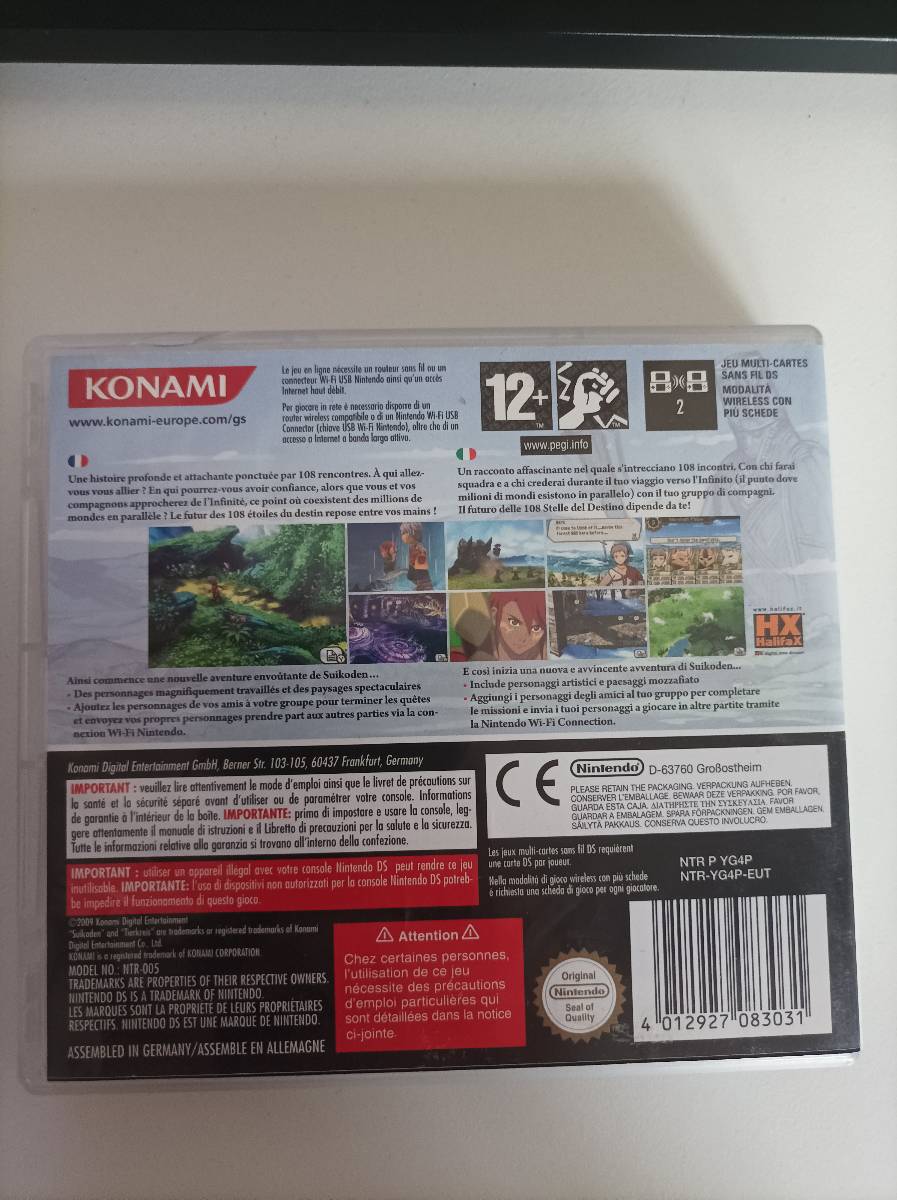 KONAMI
www.konami-europe.com/gs
Le jeu en ligne nécessite un routeur sans fil ou un
connecteur Wi-Fi USB Nintendo ainsi qu'un accès
Internet haut débit.
Per giocare in rete è necessario disporre di un
router wireless compatibile o di un Nintendo Wi-Fi USB
Connector (chiave USB Wi-Fi Nintendo), oltre che di un
accesso a Internet a banda larga attiva.
12+
TM
TM
www.pegi.info
2
JEU MULTI-CARTES
SANS FIL DS
MODALITÀ
WIRELESS CON
PIÙ SCHEDE
Une histoire profonde et attachante ponctuée par 108 rencontres. À qui allez-
vous vous allier ? En qui pourrez-vous avoir confiance, alors que vous et vos
compagnons approcherez de l'Infinité, ce point où coexistent des millions de
mondes en parallèle ? Le futur des 108 étoiles du destin repose entre vos mains !
Un racconto affascinante nel quale s'intrecciano 108 incontri. Con chi farai
squadra e a chi crederai durante il tuo viaggio verso l'Infinito (il punto dove
milioni di mondi esistono in parallelo) con il tuo gruppo di compagni.
Il futuro delle 108 Stelle del Destino dipende da te!
www.halifax.it
HX
HalifaX
Ainsi commence une nouvelle aventure envoûtante de Suikoden...
- Des personnages magnifiquement travaillés et des paysages spectaculaires
- Ajoutez les personnages de vos amis à votre groupe pour terminer les quêtes
et envoyez vos propres personnages prendre part aux autres parties via la con-
nexion Wi-Fi Nintendo.
E così inizia una nuova e avvincente avventura di Suikoden...
- Include personaggi artistici e paesaggi mozzafiato
- Aggiungi i personaggi degli amici al tuo gruppo per completare
le missioni e invia i tuoi personaggi a giocare in altre partite tramite
la Nintendo Wi-Fi Connection.
Konami Digital Entertainment GmbH, Berner Str. 103-105, 60437 Frankfurt, Germany
IMPORTANT : veuillez lire attentivement le mode d'emploi ainsi que le livret de précautions sur
la santé et la sécurité séparé avant d'utiliser ou de paramétrer votre console. Informations
de garantie à l'intérieur de la boîte. IMPORTANTE: prima di impostare e usare la console, leg-
gere attentamente il manuale di istruzioni e il Libretto di precauzioni per la salute e la sicurezza.
Tutte le informazioni relative alla garanzia si trovano all'interno della confezione.
IMPORTANT : utiliser un appareil illégal avec votre console Nintendo DS peut rendre ce jeu
inutilisable. IMPORTANTE: l'uso di dispositivi non autorizzati per la console Nintendo DS potreb-
be impedire il funzionamento di questo gioco.
©2009 Konami Digital Entertainment
"Suikoden" and "Tierkreis" are trademarks or registered trademarks of Konami
Digital Entertainment Co., Ltd.
KONAMI is a registered trademark of KONAMI CORPORATION.
MODEL NO.: NTR-005
TRADEMARKS ARE PROPERTIES OF THEIR RESPECTIVE OWNERS.
NINTENDO DS IS A TRADEMARK OF NINTENDO.
LES MARQUES SONT LA PROPRIÉTÉ DE LEURS PROPRIÉTAIRES
RESPECTIFS. NINTENDO DS EST UNE MARQUE DE NINTENDO.
ASSEMBLED IN GERMANY/ASSEMBLE EN ALLEMAGNE
Attention
Chez certaines personnes,
l'utilisation de ce jeu
nécessite des précautions
d'emploi particulières qui
sont détaillées dans la notice
ci-jointe.
CE
Nintendo
D-63760 Großostheim
PLEASE RETAIN THE PACKAGING. VERPACKUNG AUFHEBEN.
CONSERVER L'EMBALLAGE. BEWAAR DEZE VERPAKKING. POR FAVOR,
GUARDA ESTA CAJA. ΔΙΑΤΗΡΗΣΤΕ ΤΗΝ ΣΥΣΚΕΥΑΣΙΑ. FAVOR
GUARDAR A EMBALAGEM. SPARA FÖRPACKNINGEN. GEM EMBALLAGEN.
SÄILYTÄ PAKKAUS. CONSERVA QUESTO INVOLUCRO.
Les jeux multi-cartes sans fil DS requièrent
une carte DS par joueur.
Nella modalità di gioco wireless con più schede
è richiesta una scheda di gioco per ogni giocatore.
NTR P YG4P
NTR-YG4P-EUT
Original
Nintendo
Seal of
Quality
4 012927 083031